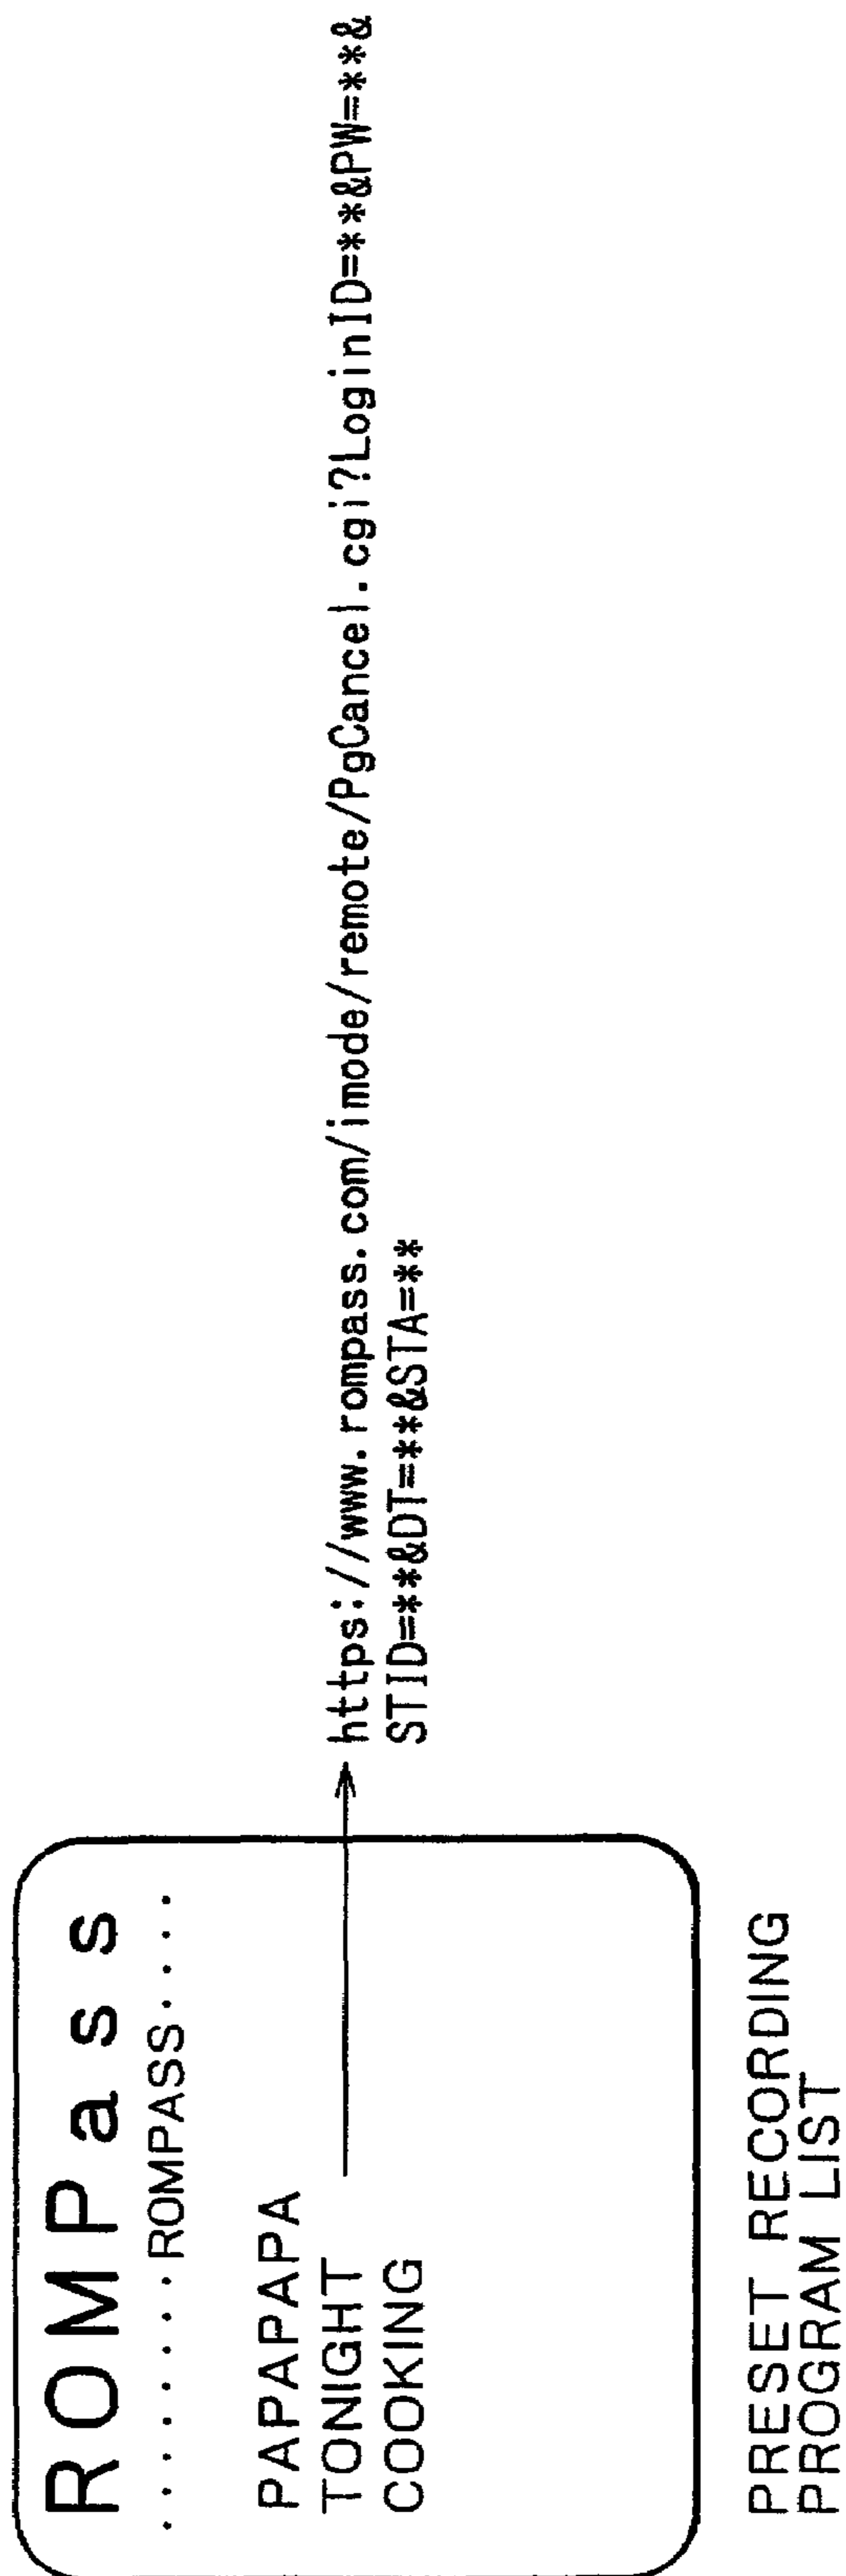 ROMPass
·······ROMPASS····
PAPAPAPA
TONIGHT
COOKING
https://www.rompass.com/imode/remote/PgCancel.cgi?LoginID=**&PW=**&
STID=**&DT=**&STA=**
PRESET RECORDING
PROGRAM LIST